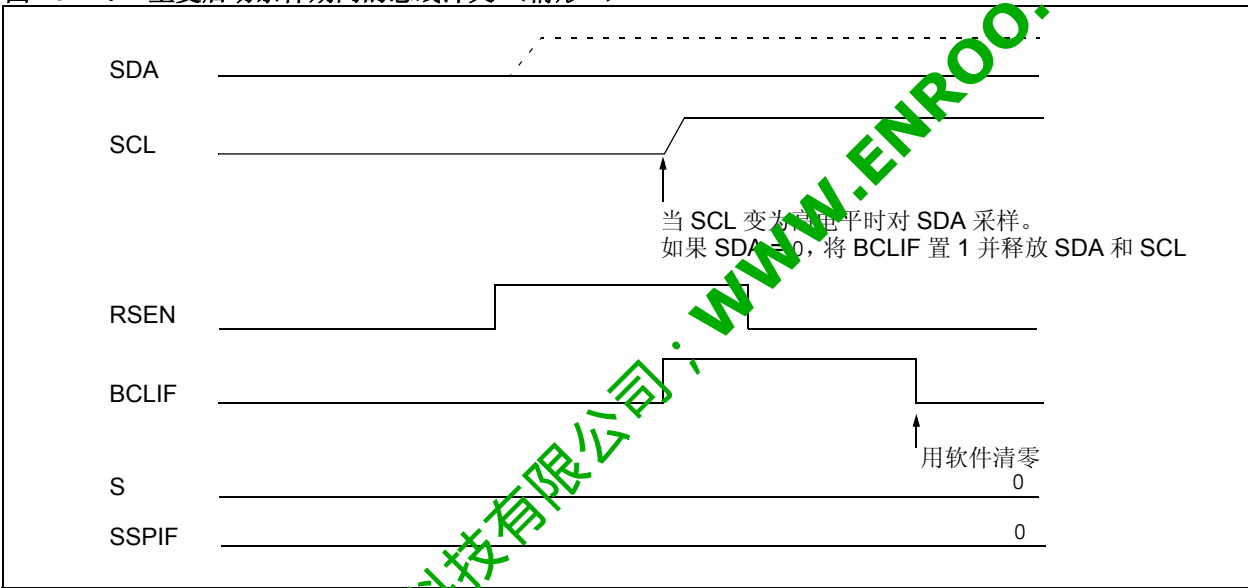 SDA
SCL
当 SCL 变为高电平时对 SDA 采样。
如果 SDA = 0，将 BCLIF 置 1 并释放 SDA 和 SCL
RSEN
BCLIF
用软件清零
S
0
SSPIF
0
科技有限公司；WWW.ENROO.